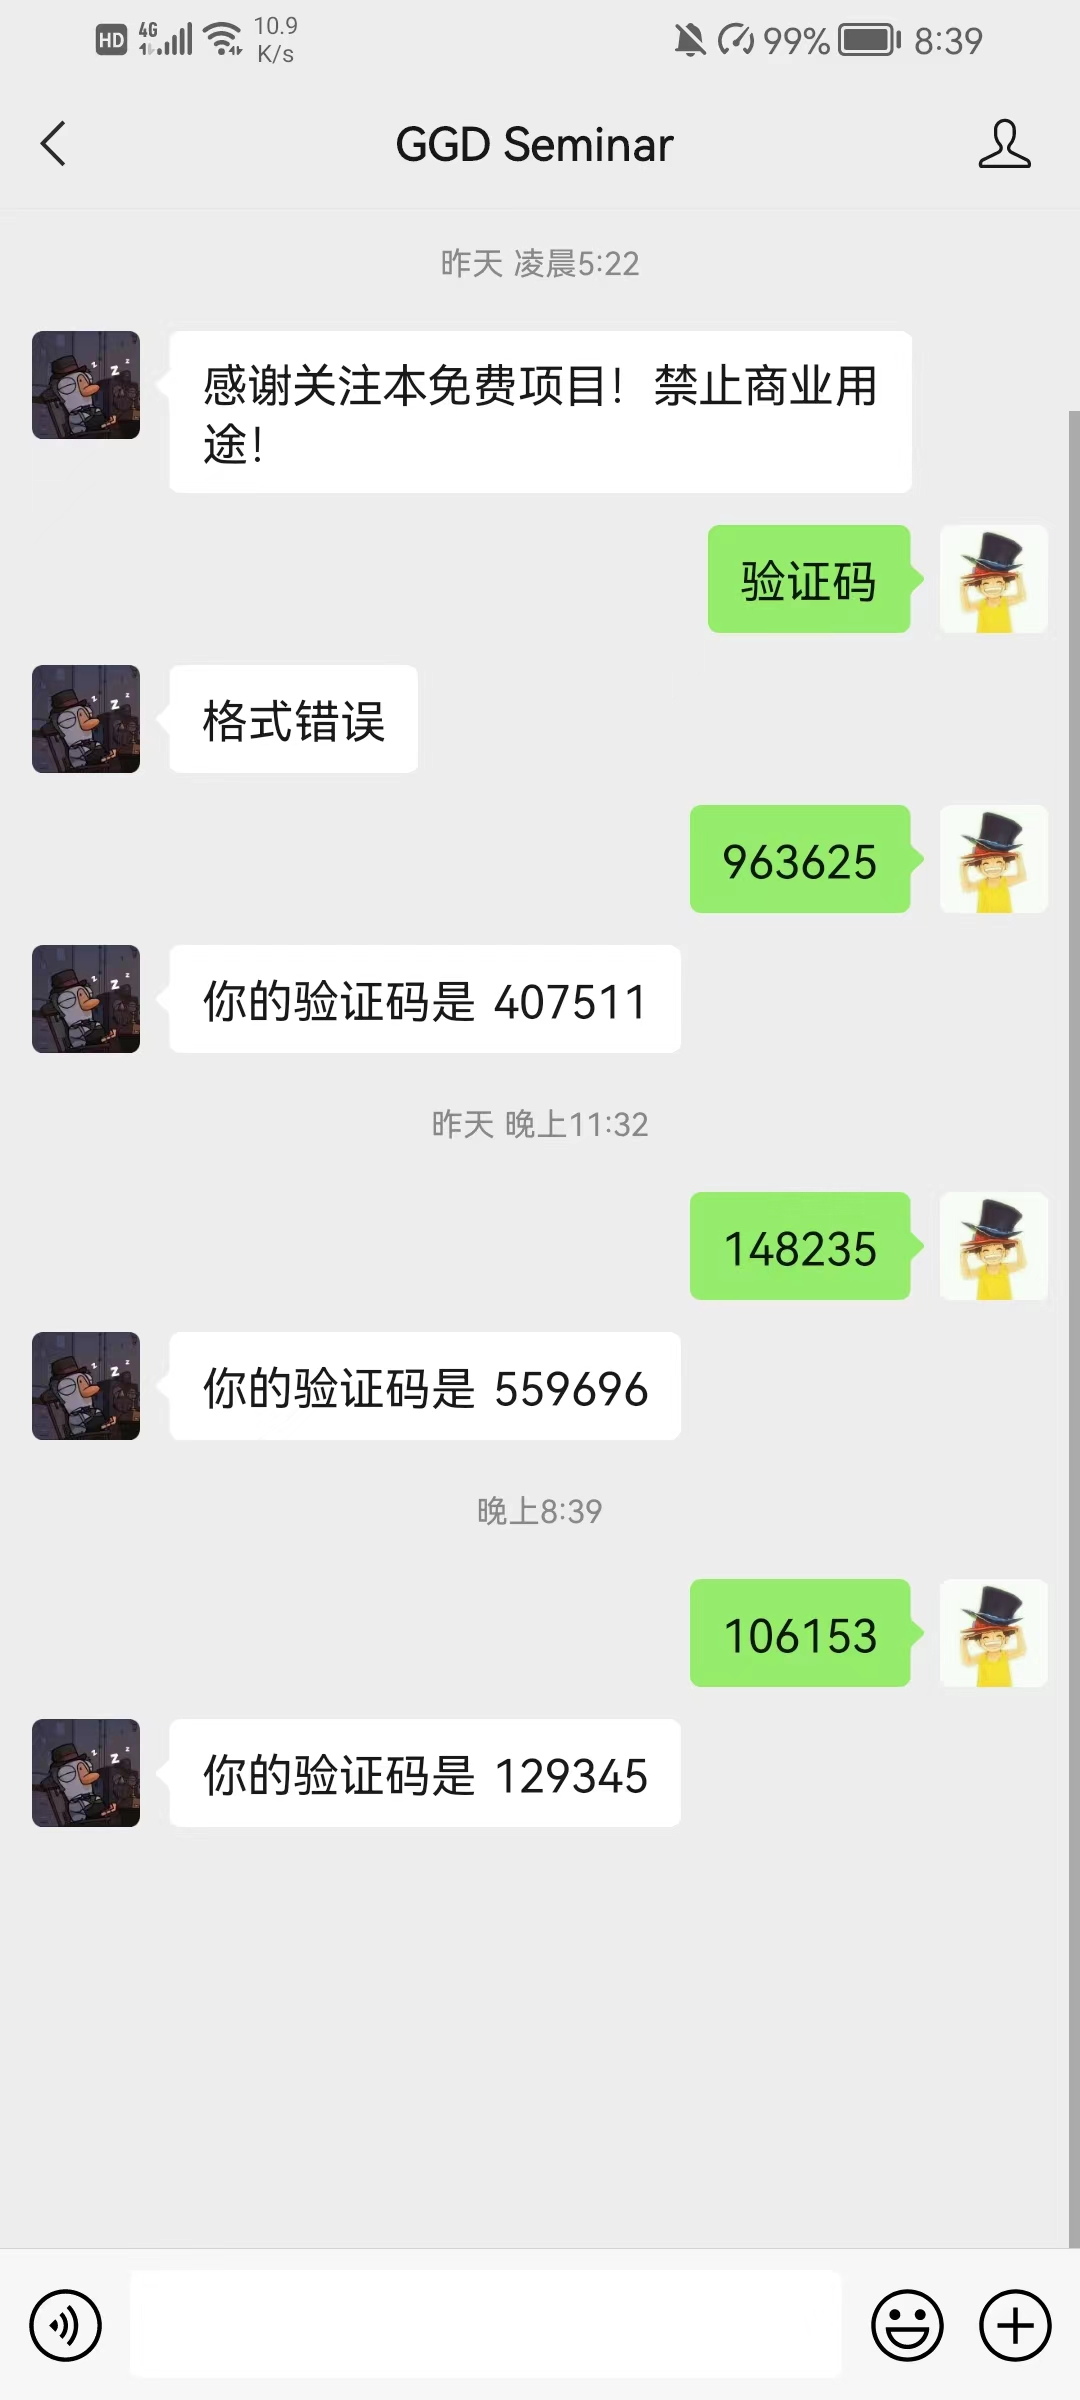 HD 4G 10.9 K/s 99% 8:39
GGD Seminar
昨天 凌晨5:22
感谢关注本免费项目！禁止商业用
途！
验证码
格式错误
963625
你的验证码是 407511
昨天 晚上11:32
148235
你的验证码是 559696
晚上8:39
106153
你的验证码是 129345